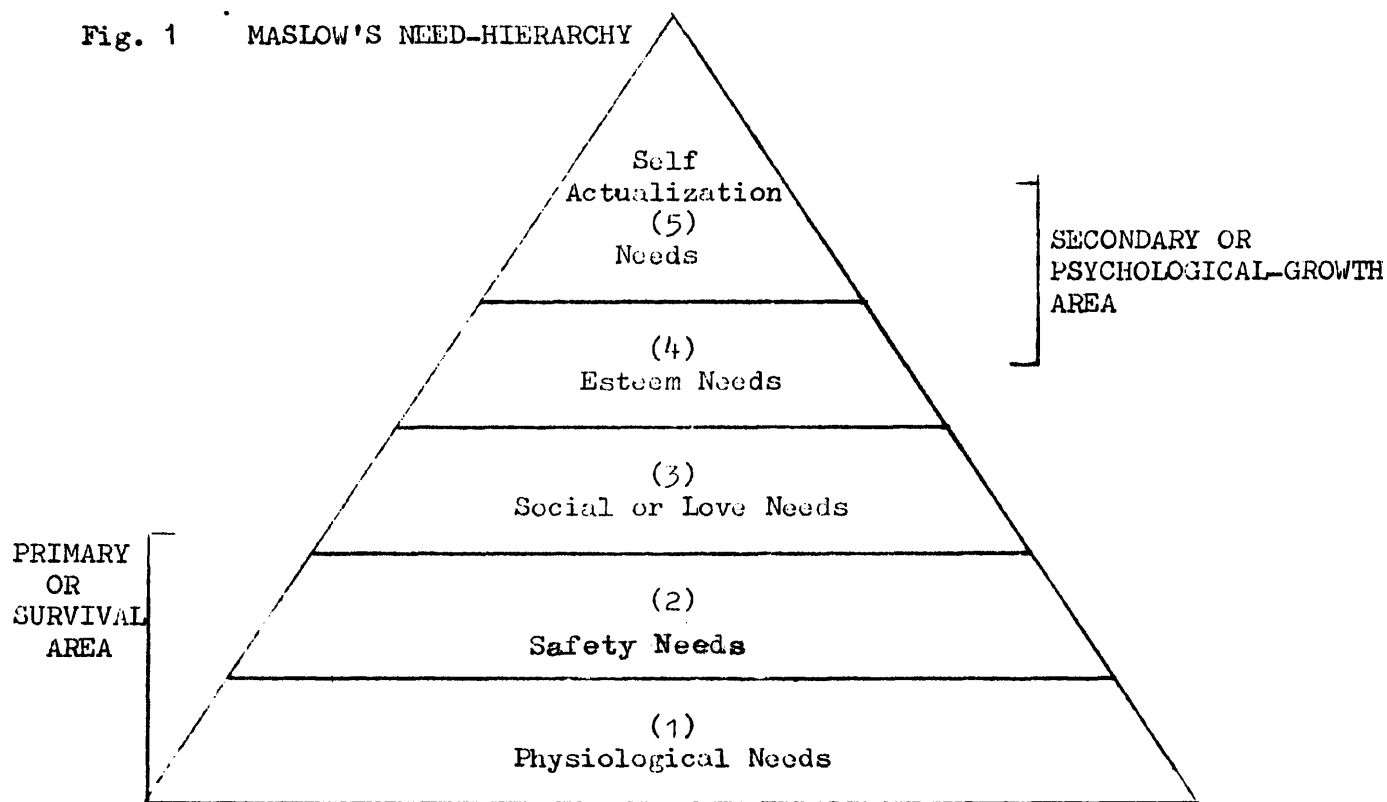 Fig. 1 MASLOW'S NEED-HIERARCHY
Self
Actualization
(5)
Needs
SECONDARY OR
PSYCHOLOGICAL-GROWTH
AREA
(4)
Esteem Needs
(3)
Social or Love Needs
PRIMARY
OR
SURVIVAL
AREA
(2)
Safety Needs
(1)
Physiological Needs